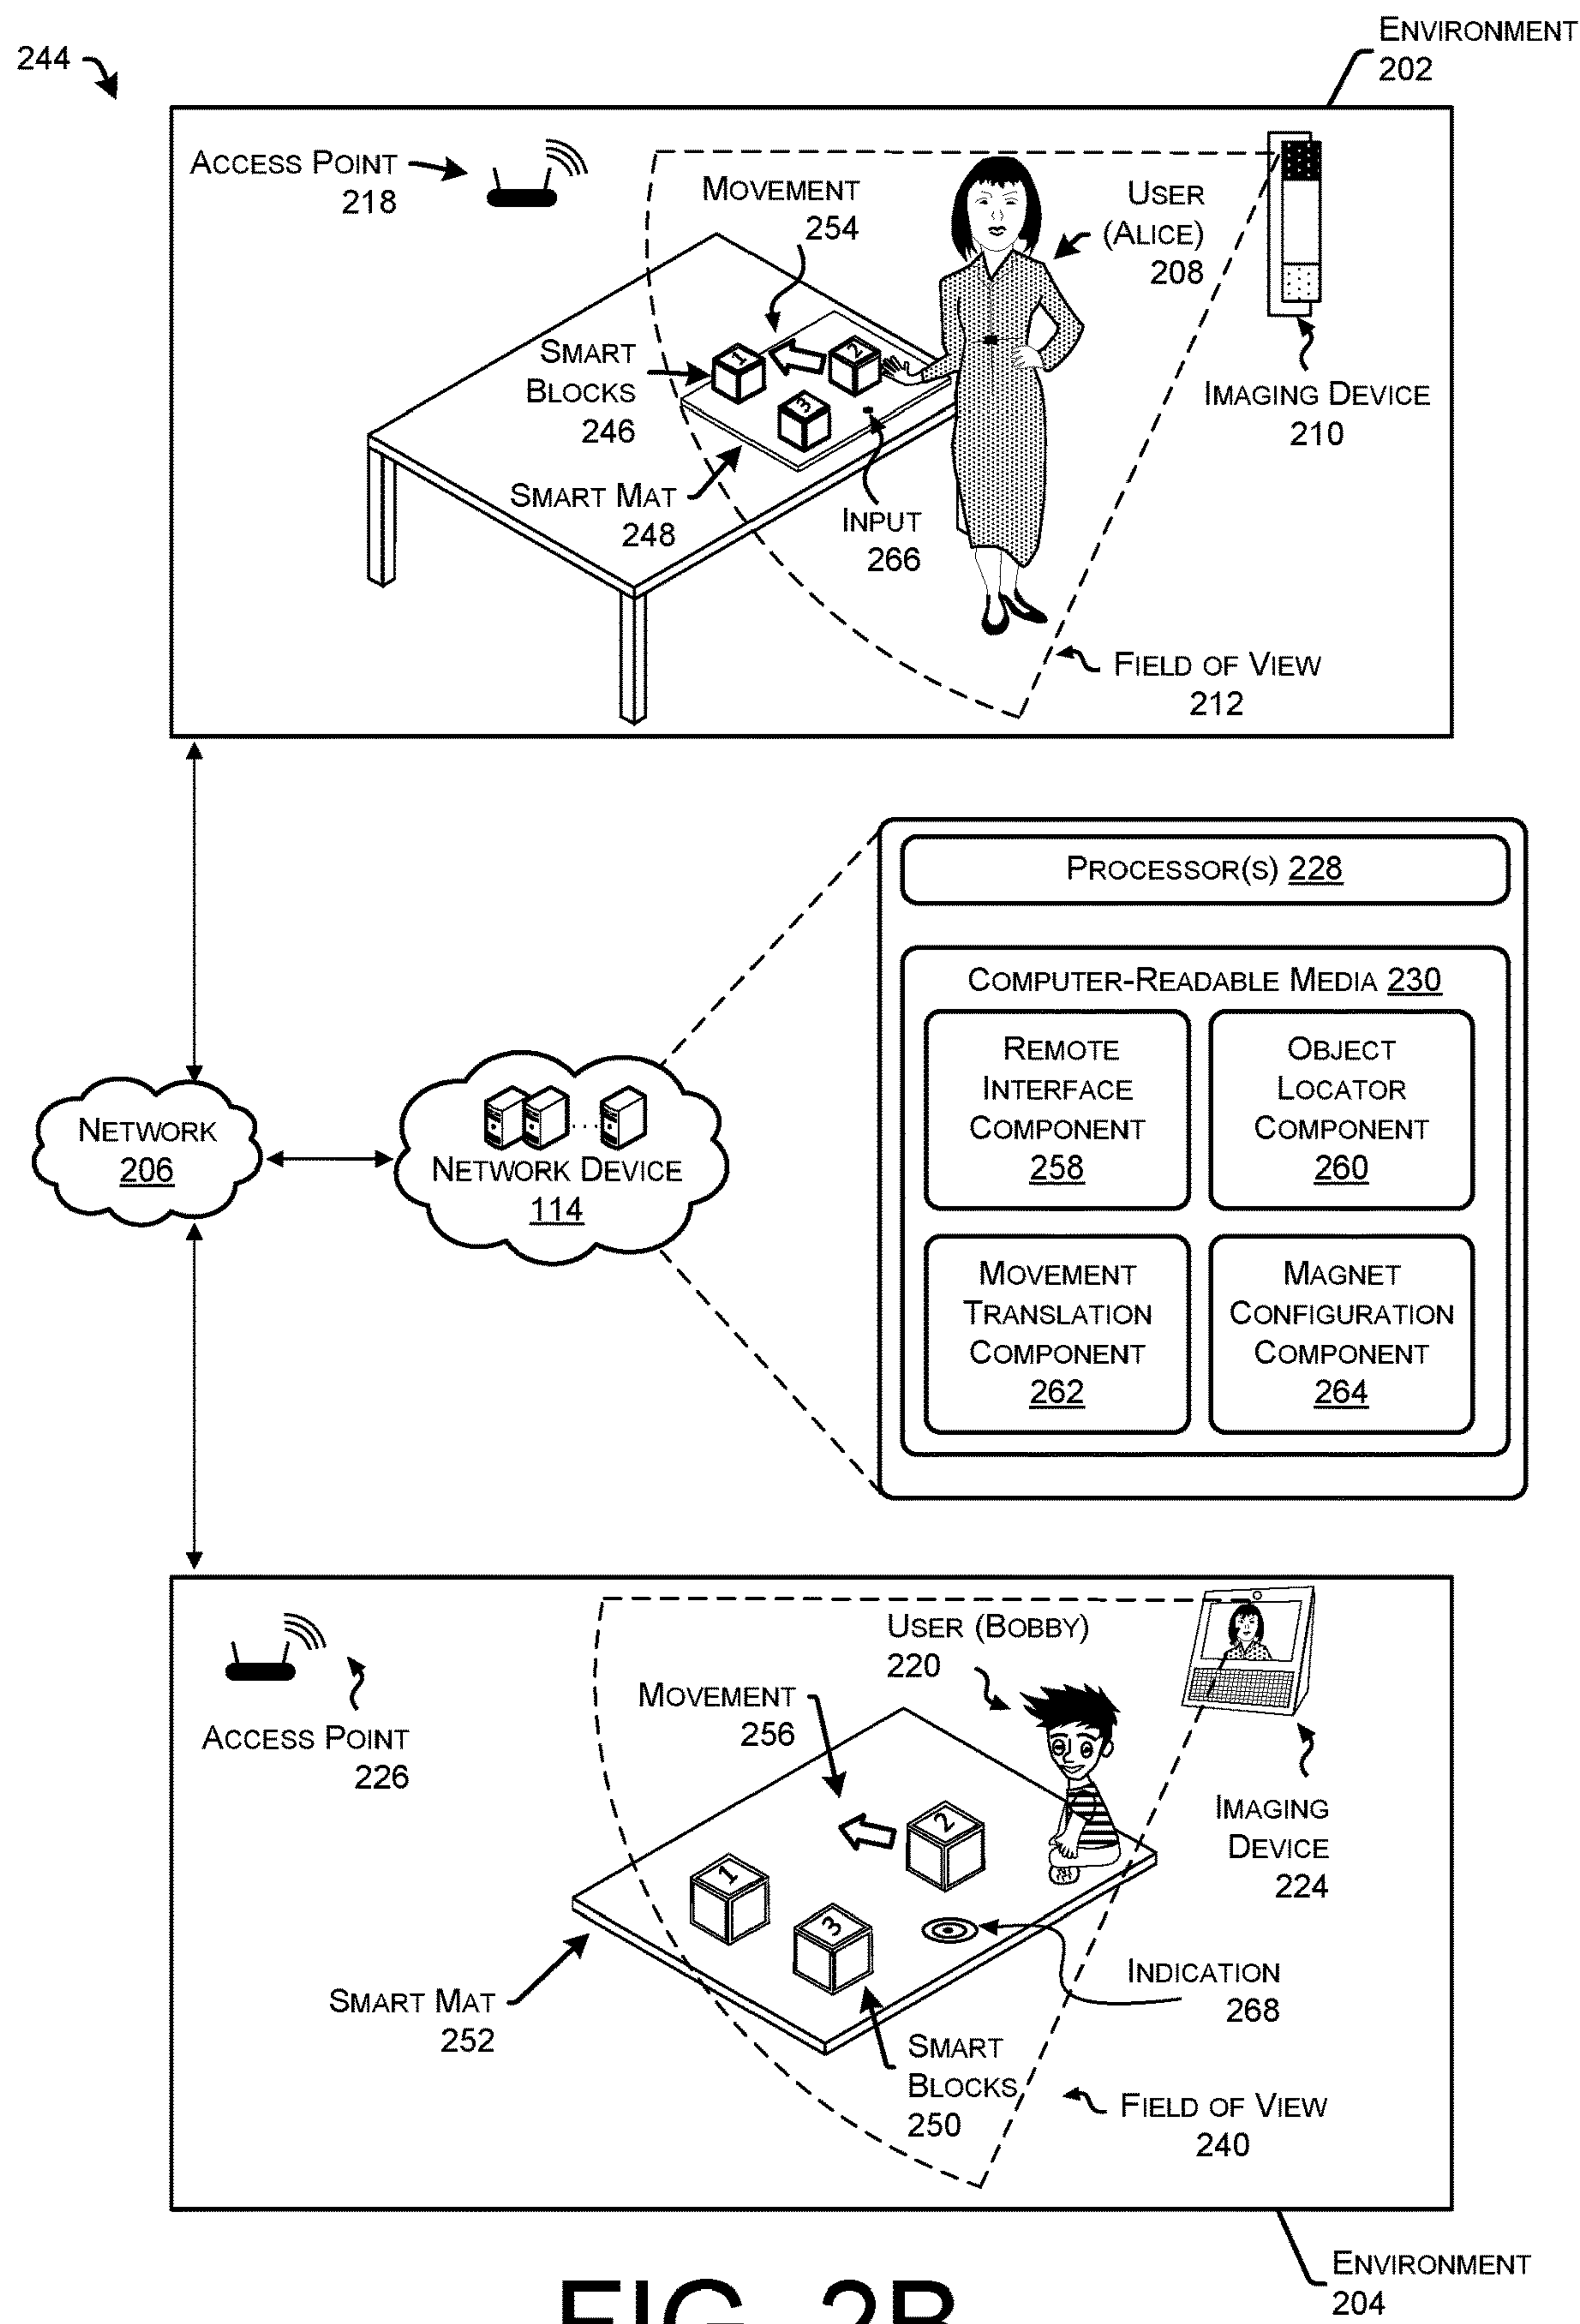 244
ENVIRONMENT
202
ACCESS POINT
218
MOVEMENT
254
USER
(ALICE)
208
SMART
BLOCKS
246
1
2
3
IMAGING DEVICE
210
SMART MAT
248
INPUT
266
FIELD OF VIEW
212
PROCESSOR(S) 228
COMPUTER-READABLE MEDIA 230
REMOTE
INTERFACE
COMPONENT
258
OBJECT
LOCATOR
COMPONENT
260
NETWORK
206
NETWORK DEVICE
114
MOVEMENT
TRANSLATION
COMPONENT
262
MAGNET
CONFIGURATION
COMPONENT
264
ACCESS POINT
226
USER (BOBBY)
220
MOVEMENT
256
IMAGING
DEVICE
224
2
1
3
SMART MAT
252
INDICATION
268
SMART
BLOCKS
250
FIELD OF VIEW
240
ENVIRONMENT
204
FIG. 2B